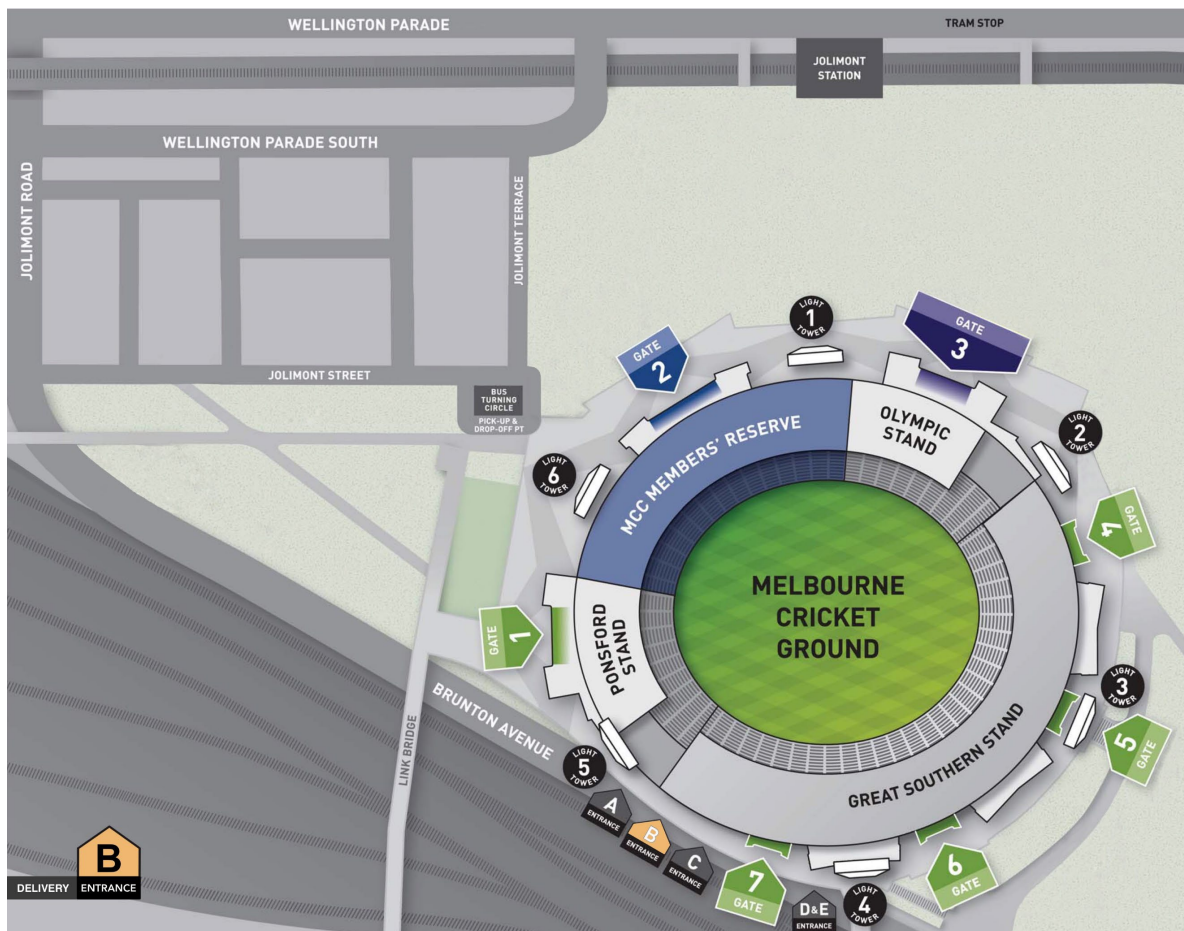 WELLINGTON PARADE
TRAM STOP
JOLIMONT
STATION
WELLINGTON PARADE SOUTH
JOLIMONT ROAD
JOLIMONT TERRACE
JOLIMONT STREET
BUS
TURNING
CIRCLE
PICK-UP &
DROP-OFF PT
LIGHT
1
TOWER
GATE
2
GATE
3
LIGHT
2
TOWER
LIGHT
6
TOWER
MCC MEMBERS' RESERVE
OLYMPIC
STAND
GATE
4
GATE
1
PONSFORD
STAND
MELBOURNE
CRICKET
GROUND
LIGHT
3
TOWER
5
GATE
GREAT SOUTHERN STAND
BRUNTON AVENUE
LINK BRIDGE
LIGHT
5
TOWER
A
ENTRANCE
B
ENTRANCE
C
ENTRANCE
7
GATE
D&E
ENTRANCE
LIGHT
4
TOWER
6
GATE
B
DELIVERY ENTRANCE